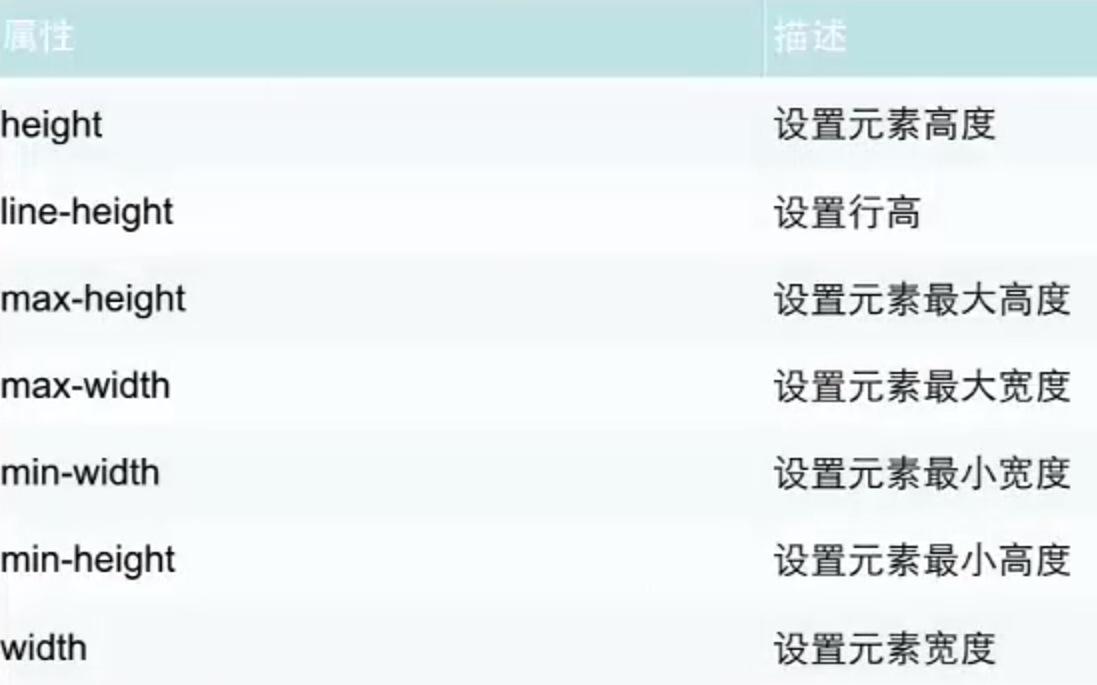 属性 描述
height 设置元素高度
line-height 设置行高
max-height 设置元素最大高度
max-width 设置元素最大宽度
min-width 设置元素最小宽度
min-height 设置元素最小高度
width 设置元素宽度